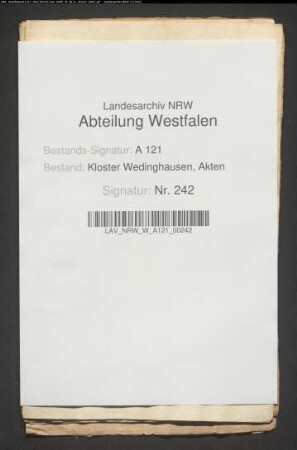 Landesarchiv NRW
Abteilung Westfalen
Bestands-Signatur: A 121
Bestand: Kloster Wedinghausen, Akten
Signatur: Nr. 242
LAV_NRW_W_A121_00242